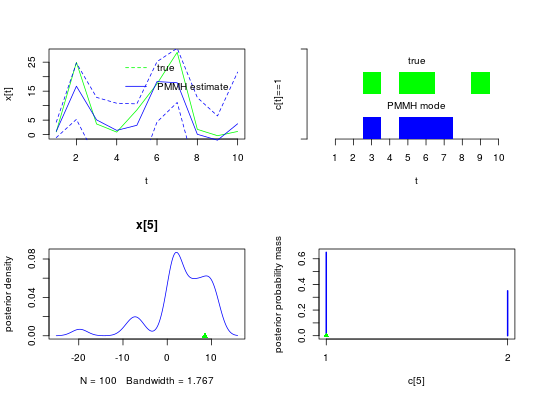 x[t]
25
15
5
0
true
PMMH estimate
2 4 6 8 10
t
c[t]==1
true
PMMH mode
1 2 3 4 5 6 7 8 9 10
t
x[5]
posterior density
0.08
0.04
0.00
-20 -10 0 10
N = 100 Bandwidth = 1.767
posterior probability mass
0.6
0.4
0.2
0.0
1 2
c[5]